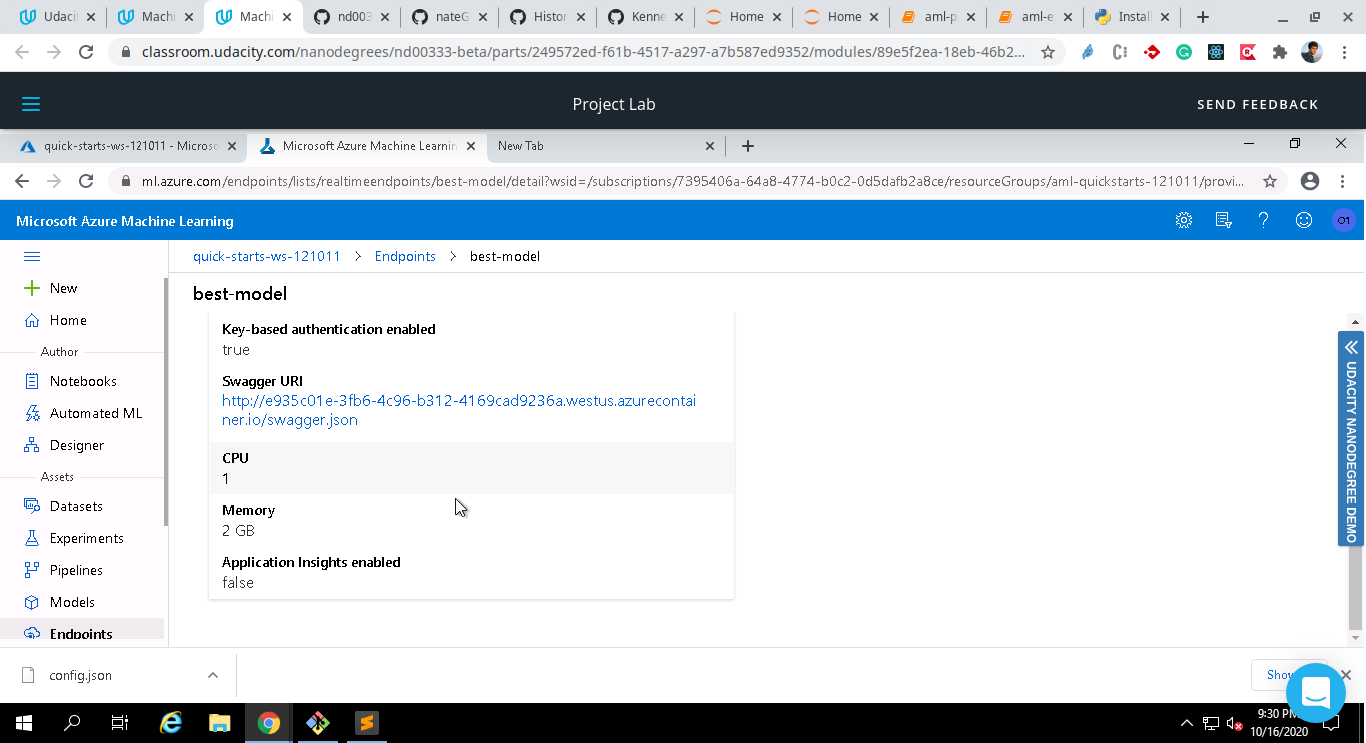 Udaci
Machi
Machi
nd003
nateG
Histor
Kenne
Home
Home
aml-p
aml-e
Install
classroom.udacity.com/nanodegrees/nd00333-beta/parts/249572ed-f61b-4517-a297-a7b587ed9352/modules/89e5f2ea-18eb-46b2...
Project Lab
SEND FEEDBACK
quick-starts-ws-121011 - Microso
Microsoft Azure Machine Learnin
New Tab
ml.azure.com/endpoints/lists/realtimeendpoints/best-model/detail?wsid=/subscriptions/7395406a-64a8-4774-b0c2-0d5dafb2a8ce/resourceGroups/aml-quickstarts-121011/provi...
Microsoft Azure Machine Learning
O1
quick-starts-ws-121011 > Endpoints > best-model
New
Home
Author
Notebooks
Automated ML
Designer
Assets
Datasets
Experiments
Pipelines
Models
Endpoints
best-model
Key-based authentication enabled
true
Swagger URI
http://e935c01e-3fb6-4c96-b312-4169cad9236a.westus.azurecontai
ner.io/swagger.json
CPU
1
Memory
2 GB
Application Insights enabled
false
UDACITY NANODEGREE DEMO
config.json
Show
9:30 PM
10/16/2020